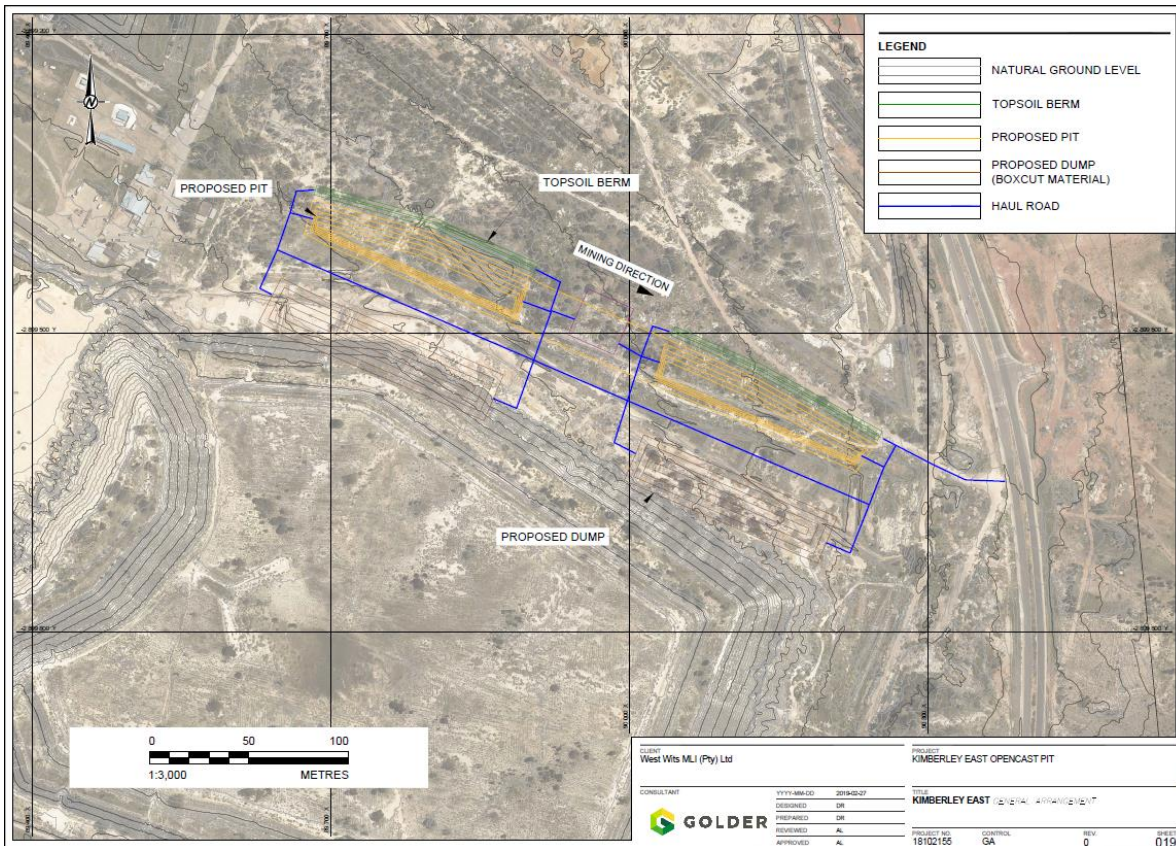 LEGEND
NATURAL GROUND LEVEL
TOPSOIL BERM
PROPOSED PIT
PROPOSED DUMP
(BOXCUT MATERIAL)
HAUL ROAD
N
PROPOSED PIT
TOPSOIL BERM
MINING DIRECTION
PROPOSED DUMP
0 50 100
1:3,000 METRES
CLIENT
West Wits MLI (Pty) Ltd
PROJECT
KIMBERLEY EAST OPENCAST PIT
CONSULTANT
GOLDER
YYYY-MM-DD 2019-02-27
DESIGNED DR
PREPARED DR
REVIEWED AL
APPROVED AL
TITLE
KIMBERLEY EAST GENERAL ARRANGEMENT
PROJECT NO. CONTROL REV. SHEET
18102155 GA 0 019